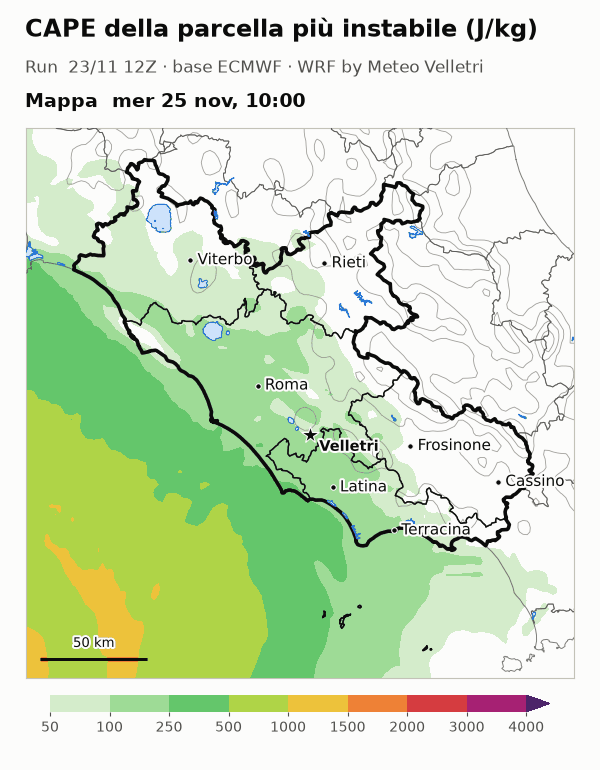 CAPE della parcella più instabile (J/kg)
Run  23/11 12Z · base ECMWF · WRF by Meteo Velletri
Mappa  mer 25 nov, 10:00
Viterbo
Rieti
Roma
Velletri
Frosinone
Cassino
Latina
Terracina
50 km
50 100 250 500 1000 1500 2000 3000 4000